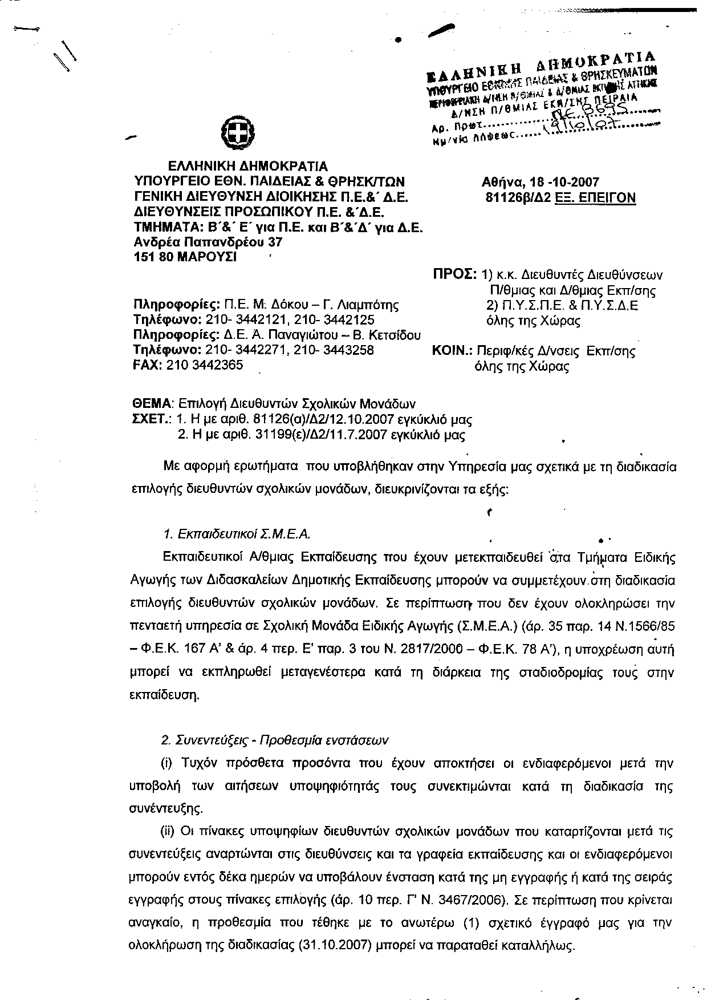 ΕΛΛΗΝΙΚΗ ΔΗΜΟΚΡΑΤΙΑ
ΥΠΟΥΡΓΕΙΟ ΠΑΙΔΕΙΑΣ & ΘΡΗΣΚΕΥΜΑΤΩΝ
Δ/ΝΣΗ Π/ΘΜΙΑΣ ΕΚΠ/ΣΗΣ ΠΕΙΡΑΙΑ
Αρ. Πρωτ.
Ημ/νία Λήψεως
ΕΛΛΗΝΙΚΗ ΔΗΜΟΚΡΑΤΙΑ
ΥΠΟΥΡΓΕΙΟ ΕΘΝ. ΠΑΙΔΕΙΑΣ & ΘΡΗΣΚ/ΤΩΝ
ΓΕΝΙΚΗ ΔΙΕΥΘΥΝΣΗ ΔΙΟΙΚΗΣΗΣ Π.Ε.&΄ Δ.Ε.
ΔΙΕΥΘΥΝΣΕΙΣ ΠΡΟΣΩΠΙΚΟΥ Π.Ε. &΄Δ.Ε.
ΤΜΗΜΑΤΑ: Β΄&΄ Ε΄ για Π.Ε. και Β΄&΄Δ΄ για Δ.Ε.
Ανδρέα Παπανδρέου 37
151 80 ΜΑΡΟΥΣΙ
Αθήνα, 18 -10-2007
81126β/Δ2 ΕΞ. ΕΠΕΙΓΟΝ
ΠΡΟΣ: 1) κ.κ. Διευθυντές Διευθύνσεων
Π/θμιας και Δ/θμιας Εκπ/σης
2) Π.Υ.Σ.Π.Ε. & Π.Υ.Σ.Δ.Ε
όλης της Χώρας
Πληροφορίες: Π.Ε. Μ. Δόκου – Γ. Λιαμπότης
Τηλέφωνο: 210- 3442121, 210- 3442125
Πληροφορίες: Δ.Ε. Α. Παναγιώτου – Β. Κετσίδου
Τηλέφωνο: 210- 3442271, 210- 3443258
FAX: 210 3442365
ΚΟΙΝ.: Περιφ/κές Δ/νσεις Εκπ/σης
όλης της Χώρας
ΘΕΜΑ: Επιλογή Διευθυντών Σχολικών Μονάδων
ΣΧΕΤ.: 1. Η με αριθ. 81126(α)/Δ2/12.10.2007 εγκύκλιό μας
2. Η με αριθ. 31199(ε)/Δ2/11.7.2007 εγκύκλιό μας
Με αφορμή ερωτήματα που υποβλήθηκαν στην Υπηρεσία μας σχετικά με τη διαδικασία
επιλογής διευθυντών σχολικών μονάδων, διευκρινίζονται τα εξής:
1. Εκπαιδευτικοί Σ.Μ.Ε.Α.
Εκπαιδευτικοί Α/θμιας Εκπαίδευσης που έχουν μετεκπαιδευθεί στα Τμήματα Ειδικής
Αγωγής των Διδασκαλείων Δημοτικής Εκπαίδευσης μπορούν να συμμετέχουν στη διαδικασία
επιλογής διευθυντών σχολικών μονάδων. Σε περίπτωση που δεν έχουν ολοκληρώσει την
πενταετή υπηρεσία σε Σχολική Μονάδα Ειδικής Αγωγής (Σ.Μ.Ε.Α.) (άρ. 35 παρ. 14 Ν.1566/85
– Φ.Ε.Κ. 167 Α’ & άρ. 4 περ. Ε’ παρ. 3 του Ν. 2817/2000 – Φ.Ε.Κ. 78 Α’), η υποχρέωση αυτή
μπορεί να εκπληρωθεί μεταγενέστερα κατά τη διάρκεια της σταδιοδρομίας τους στην
εκπαίδευση.
2. Συνεντεύξεις - Προθεσμία ενστάσεων
(i) Τυχόν πρόσθετα προσόντα που έχουν αποκτήσει οι ενδιαφερόμενοι μετά την
υποβολή των αιτήσεων υποψηφιότητάς τους συνεκτιμώνται κατά τη διαδικασία της
συνέντευξης.
(ii) Οι πίνακες υποψηφίων διευθυντών σχολικών μονάδων που καταρτίζονται μετά τις
συνεντεύξεις αναρτώνται στις διευθύνσεις και τα γραφεία εκπαίδευσης και οι ενδιαφερόμενοι
μπορούν εντός δέκα ημερών να υποβάλουν ένσταση κατά της μη εγγραφής ή κατά της σειράς
εγγραφής στους πίνακες επιλογής (άρ. 10 περ. Γ’ Ν. 3467/2006). Σε περίπτωση που κρίνεται
αναγκαίο, η προθεσμία που τέθηκε με το ανωτέρω (1) σχετικό έγγραφό μας για την
ολοκλήρωση της διαδικασίας (31.10.2007) μπορεί να παραταθεί καταλλήλως.